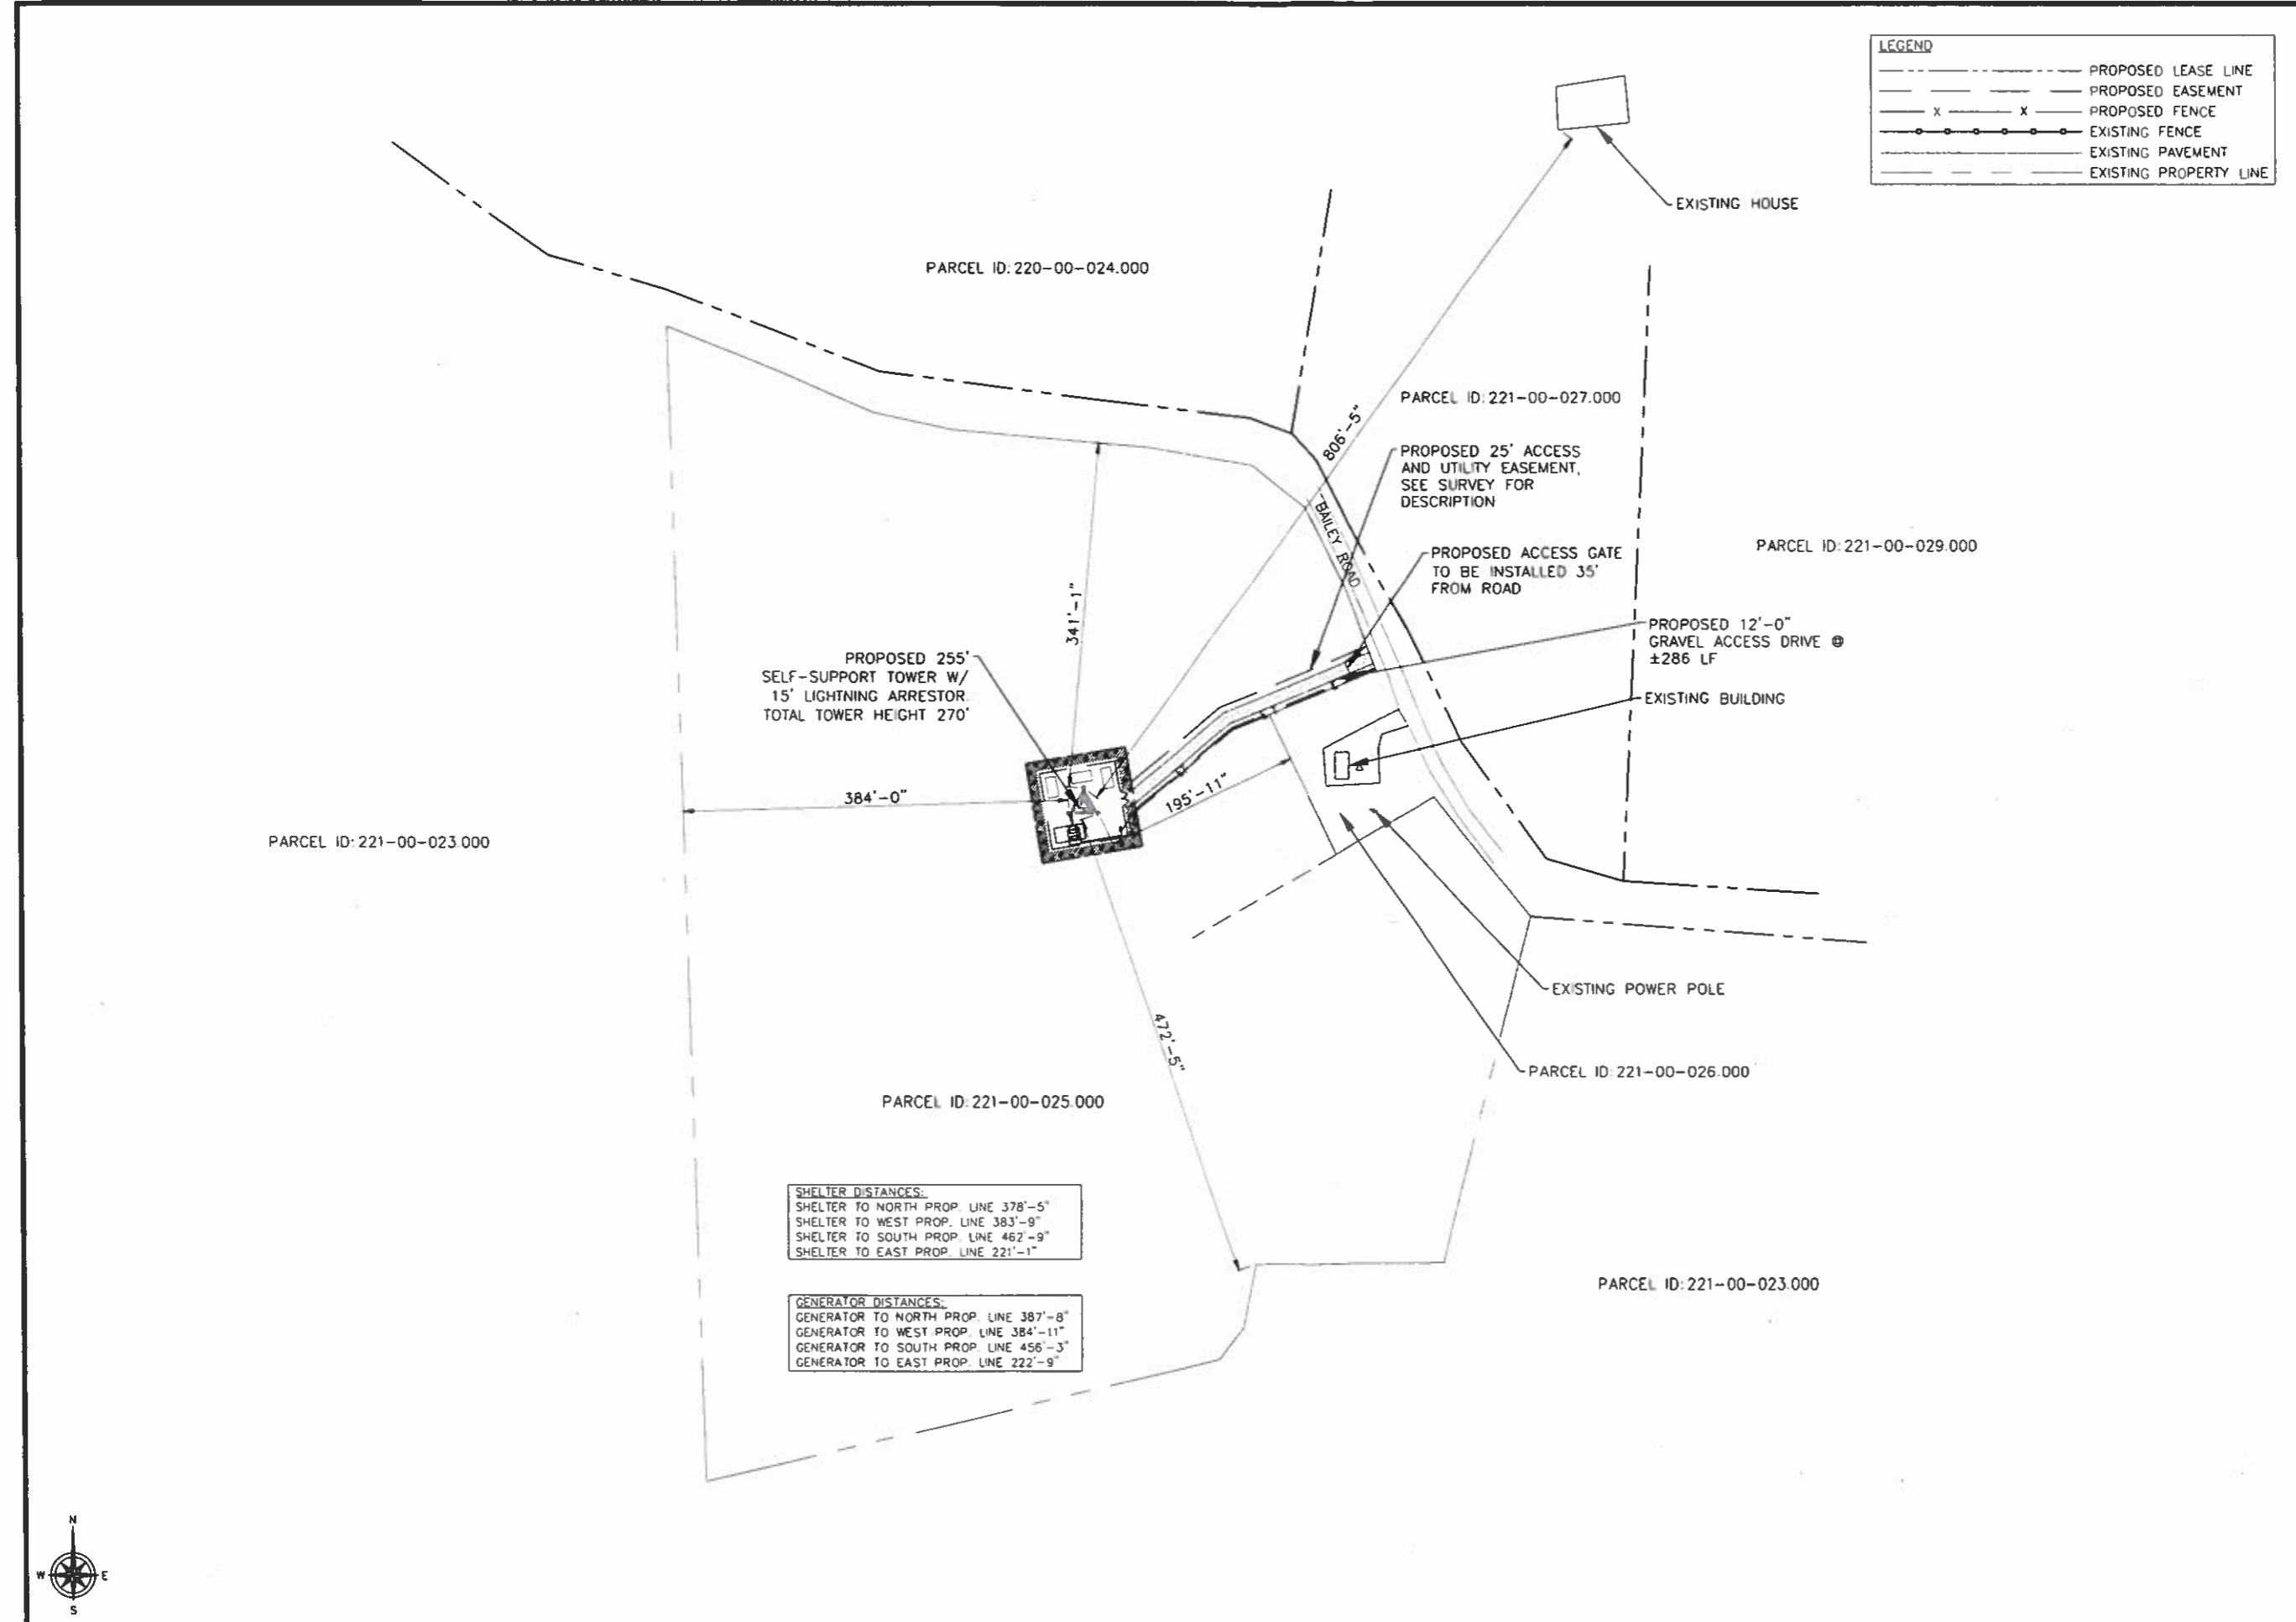 LEGEND
PROPOSED LEASE LINE
PROPOSED EASEMENT
X X PROPOSED FENCE
EXISTING FENCE
EXISTING PAVEMENT
EXISTING PROPERTY LINE
EXISTING HOUSE
PARCEL ID: 220-00-024.000
PARCEL ID: 221-00-027.000
806'-5"
PROPOSED 25' ACCESS
AND UTILITY EASEMENT,
SEE SURVEY FOR
DESCRIPTION
BAILEY ROAD
PROPOSED ACCESS GATE
TO BE INSTALLED 35'
FROM ROAD
PARCEL ID: 221-00-029.000
341'-1"
PROPOSED 12'-0"
GRAVEL ACCESS DRIVE @
±286 LF
PROPOSED 255'
SELF-SUPPORT TOWER W/
15' LIGHTNING ARRESTOR.
TOTAL TOWER HEIGHT 270'
EXISTING BUILDING
384'-0"
195'-11"
PARCEL ID: 221-00-023.000
EXISTING POWER POLE
472'-5"
PARCEL ID: 221-00-026.000
PARCEL ID: 221-00-025.000
SHELTER DISTANCES:
SHELTER TO NORTH PROP. LINE 378'-5"
SHELTER TO WEST PROP. LINE 383'-9"
SHELTER TO SOUTH PROP. LINE 462'-9"
SHELTER TO EAST PROP. LINE 221'-1"
PARCEL ID: 221-00-023.000
GENERATOR DISTANCES:
GENERATOR TO NORTH PROP. LINE 387'-8"
GENERATOR TO WEST PROP. LINE 384'-11"
GENERATOR TO SOUTH PROP. LINE 456'-3"
GENERATOR TO EAST PROP. LINE 222'-9"
N
W E
S